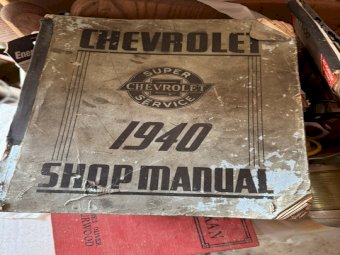 CHEVROLET
SUPER
CHEVROLET
SERVICE
1940
SHOP MANUAL